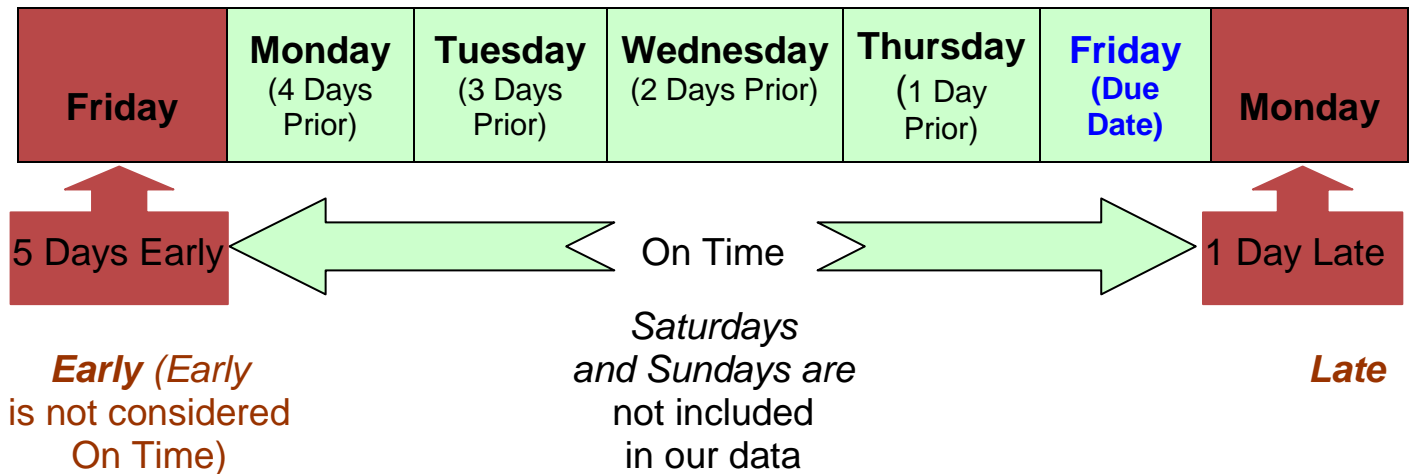 Friday
Monday
(4 Days
Prior)
Tuesday
(3 Days
Prior)
Wednesday
(2 Days Prior)
Thursday
(1 Day
Prior)
Friday
(Due
Date)
Monday
5 Days Early
On Time
1 Day Late
Early (Early
is not considered
On Time)
Saturdays
and Sundays are
not included
in our data
Late